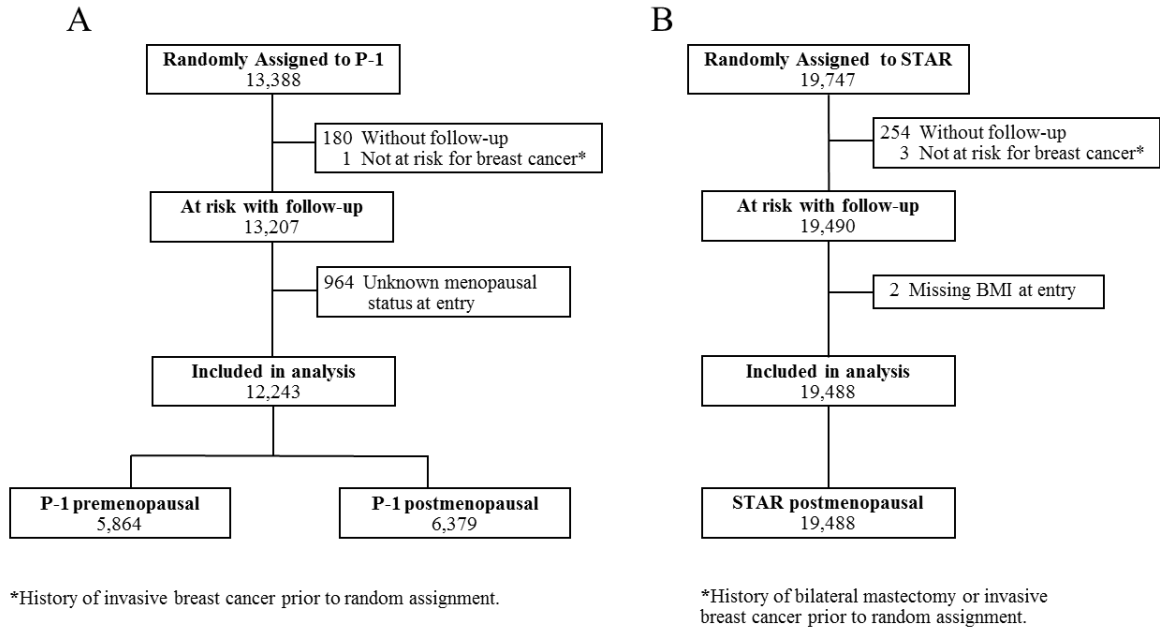 A
Randomly Assigned to P-1
13,388
180 Without follow-up
1 Not at risk for breast cancer*
At risk with follow-up
13,207
964 Unknown menopausal
status at entry
Included in analysis
12,243
P-1 premenopausal
5,864
P-1 postmenopausal
6,379
*History of invasive breast cancer prior to random assignment.
B
Randomly Assigned to STAR
19,747
254 Without follow-up
3 Not at risk for breast cancer*
At risk with follow-up
19,490
2 Missing BMI at entry
Included in analysis
19,488
STAR postmenopausal
19,488
*History of bilateral mastectomy or invasive
breast cancer prior to random assignment.